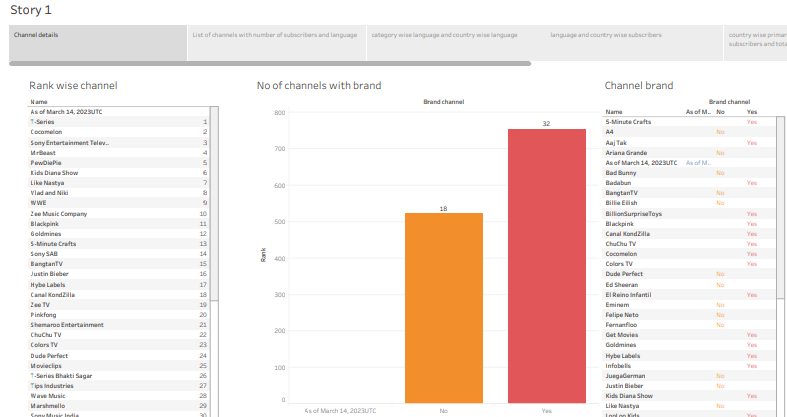 Story 1
Channel details
List of channels with number of subscribers and language
category wise language and country wise language
language and country wise subscribers
country wise primar
subscribers and tota
Rank wise channel
Name
As of March 14, 2023UTC
T-Series 1
Cocomelon 2
Sony Entertainment Telev.. 3
MrBeast 4
PewDiePie 5
Kids Diana Show 6
Like Nastya 7
Vlad and Niki 8
WWE 9
Zee Music Company 10
Blackpink 11
Goldmines 12
5-Minute Crafts 13
Sony SAB 14
BangtanTV 15
Justin Bieber 16
Hybe Labels 17
Canal KondZilla 18
Zee TV 19
Pinkfong 20
Shemaroo Entertainment 21
ChuChu TV 22
Colors TV 23
Dude Perfect 24
Movieclips 25
T-Series Bhakti Sagar 26
Tips Industries 27
Wave Music 28
Marshmello 29
Sony Music India 30
No of channels with brand
Brand channel
800
700
600
500
400
300
200
100
0
Rank
18
32
As of March 14, 2023UTC
No
Yes
Channel brand
Brand channel
Name As of M.. No Yes
5-Minute Crafts Yes
A4 No
Aaj Tak Yes
Ariana Grande No
As of March 14, 2023UTC As of M..
Bad Bunny No
Badabun Yes
BangtanTV No
Billie Eilish No
BillionSurpriseToys Yes
Blackpink Yes
Canal KondZilla Yes
ChuChu TV Yes
Cocomelon Yes
Colors TV Yes
Dude Perfect No
Ed Sheeran No
El Reino Infantil Yes
Eminem No
Felipe Neto No
Fernanfloo No
Get Movies Yes
Goldmines Yes
Hybe Labels Yes
Infobells Yes
JuegaGerman No
Justin Bieber No
Kids Diana Show Yes
Like Nastya No
LooLoo Kids Yes